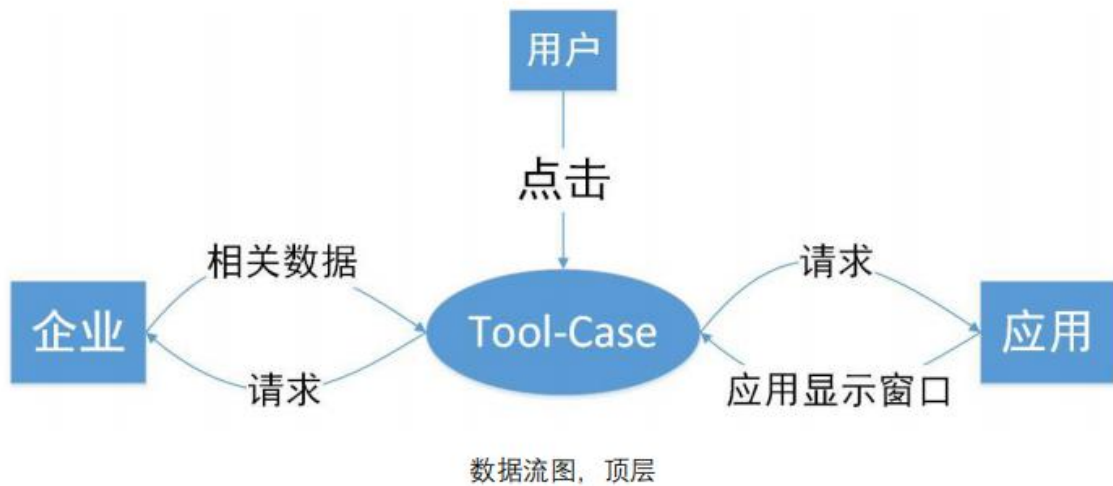 用户
点击
相关数据
请求
企业
Tool-Case
应用
请求
应用显示窗口
数据流图，顶层